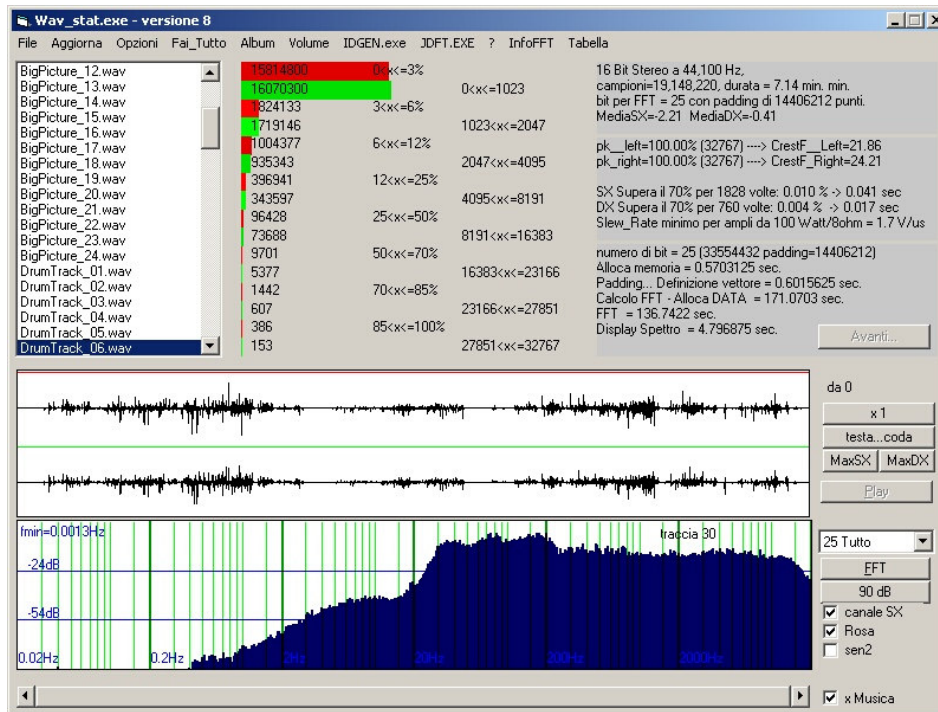 Wav_stat.exe - versione 8
File Aggiorna Opzioni Fai_Tutto Album Volume IDGEN.exe JDFT.EXE ? InfoFFT Tabella
BigPicture_12.wav
BigPicture_13.wav
BigPicture_14.wav
BigPicture_15.wav
BigPicture_16.wav
BigPicture_17.wav
BigPicture_18.wav
BigPicture_19.wav
BigPicture_20.wav
BigPicture_21.wav
BigPicture_22.wav
BigPicture_23.wav
BigPicture_24.wav
DrumTrack_01.wav
DrumTrack_02.wav
DrumTrack_03.wav
DrumTrack_04.wav
DrumTrack_05.wav
DrumTrack_06.wav
15814800 0<x<=3%
16070300 0<x<=1023
1824133 3<x<=6%
1719146 1023<x<=2047
1004377 6<x<=12%
935343 2047<x<=4095
396941 12<x<=25%
343597 4095<x<=8191
96428 25<x<=50%
73688 8191<x<=16383
9701 50<x<=70%
5377 16383<x<=23166
1442 70<x<=85%
607 23166<x<=27851
386 85<x<=100%
153 27851<x<=32767
16 Bit Stereo a 44,100 Hz,
campioni=19,148,220, durata = 7.14 min. min.
bit per FFT = 25 con padding di 14406212 punti.
MediaSX=-2.21 MediaDX=-0.41
pk__left=100.00% (32767) ----> CrestF__Left=21.86
pk_right=100.00% (32767) ----> CrestF_Right=24.21
SX Supera il 70% per 1828 volte: 0.010 % -> 0.041 sec
DX Supera il 70% per 760 volte: 0.004 % -> 0.017 sec
Slew_Rate minimo per ampli da 100 Watt/8ohm = 1.7 V/us
numero di bit = 25 (33554432 padding=14406212)
Alloca memoria = 0.5703125 sec.
Padding... Definizione vettore = 0.6015625 sec.
Calcolo FFT - Alloca DATA = 171.0703 sec.
FFT = 136.7422 sec.
Display Spettro = 4.796875 sec.
Avanti...
da 0
x 1
testa...coda
MaxSX MaxDX
Play
fmin=0.0013Hz
traccia 30
-24dB
-54dB
0.02Hz 0.2Hz 2Hz 20Hz 200Hz 2000Hz
25 Tutto
FFT
90 dB
canale SX
Rosa
sen2
x Musica